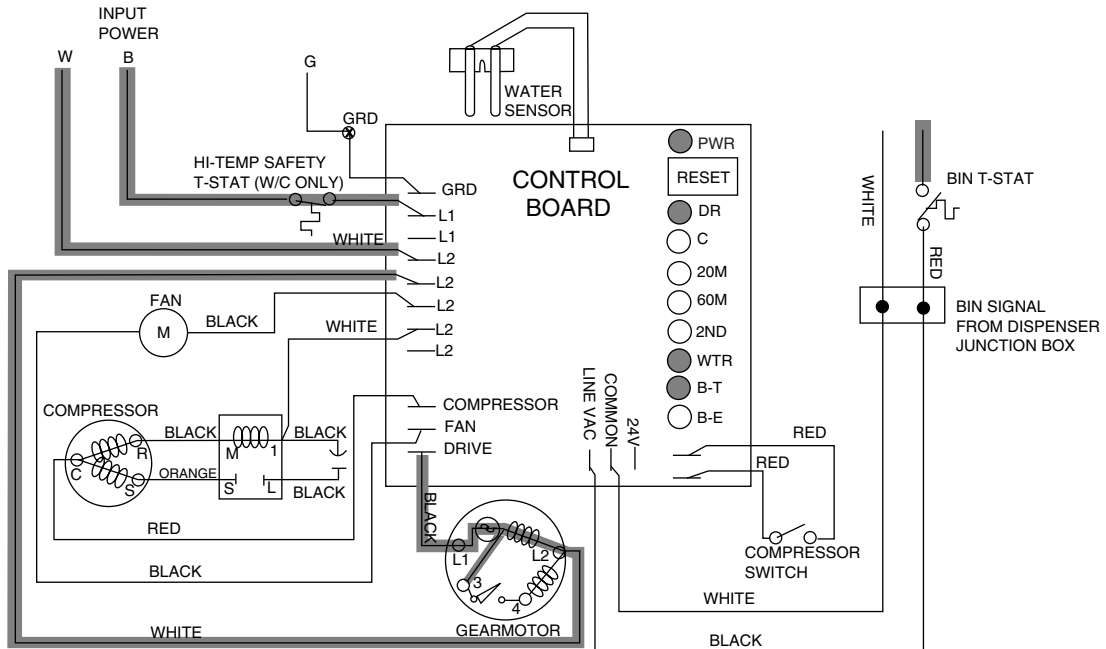 INPUT
POWER
W
B
G
GRD
WATER
SENSOR
HI-TEMP SAFETY
T-STAT (W/C ONLY)
CONTROL
BOARD
PWR
RESET
DR
C
20M
60M
2ND
WTR
B-T
B-E
GRD
L1
L1
L2
L2
L2
L2
L2
WHITE
FAN
M
BLACK
WHITE
COMPRESSOR
FAN
DRIVE
LINE VAC
COMMON
24V
WHITE
BIN T-STAT
RED
BIN SIGNAL
FROM DISPENSER
JUNCTION BOX
COMPRESSOR
R
C
S
BLACK
M
1
BLACK
ORANGE
S
L
BLACK
RED
BLACK
WHITE
BLACK
L1
L2
3
4
GEARMOTOR
RED
RED
COMPRESSOR
SWITCH
WHITE
BLACK